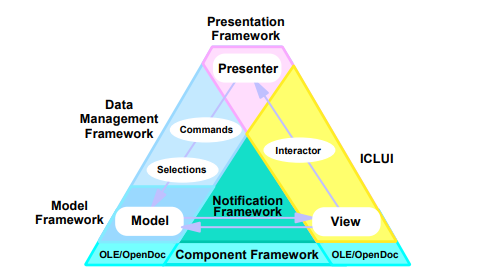 Presentation
Framework
Presenter
Data
Management
Framework
Commands
Interactor
ICLUI
Selections
Model
Framework
Notification
Framework
Model
View
OLE/OpenDoc
Component Framework
OLE/OpenDoc